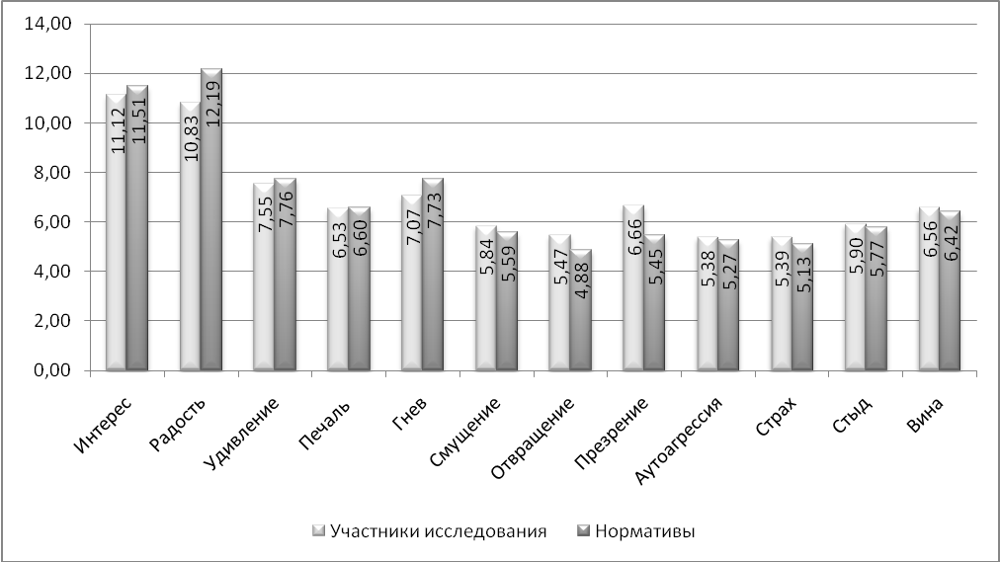 14,00
12,00
10,00
8,00
6,00
4,00
2,00
0,00
11,12
11,51
10,83
12,19
7,55
7,76
6,53
6,60
7,07
7,73
5,84
5,59
5,47
4,88
6,66
5,45
5,38
5,27
5,39
5,13
5,90
5,77
6,56
6,42
Интерес
Радость
Удивление
Печаль
Гнев
Смущение
Отвращение
Презрение
Аутоагрессия
Страх
Стыд
Вина
Участники исследования
Нормативы